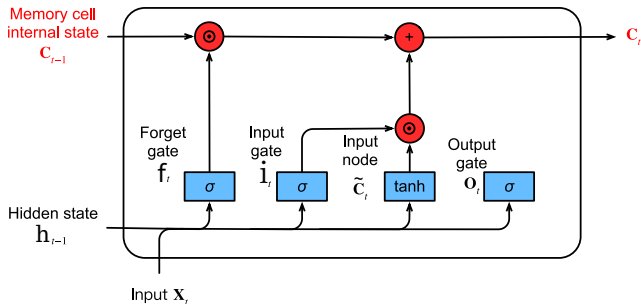 Memory cell
internal state
C_{t-1}
C_t
Forget
gate
f_t
σ
Input
gate
i_t
σ
Input
node
C̃_t
tanh
Output
gate
O_t
σ
Hidden state
h_{t-1}
Input X_t